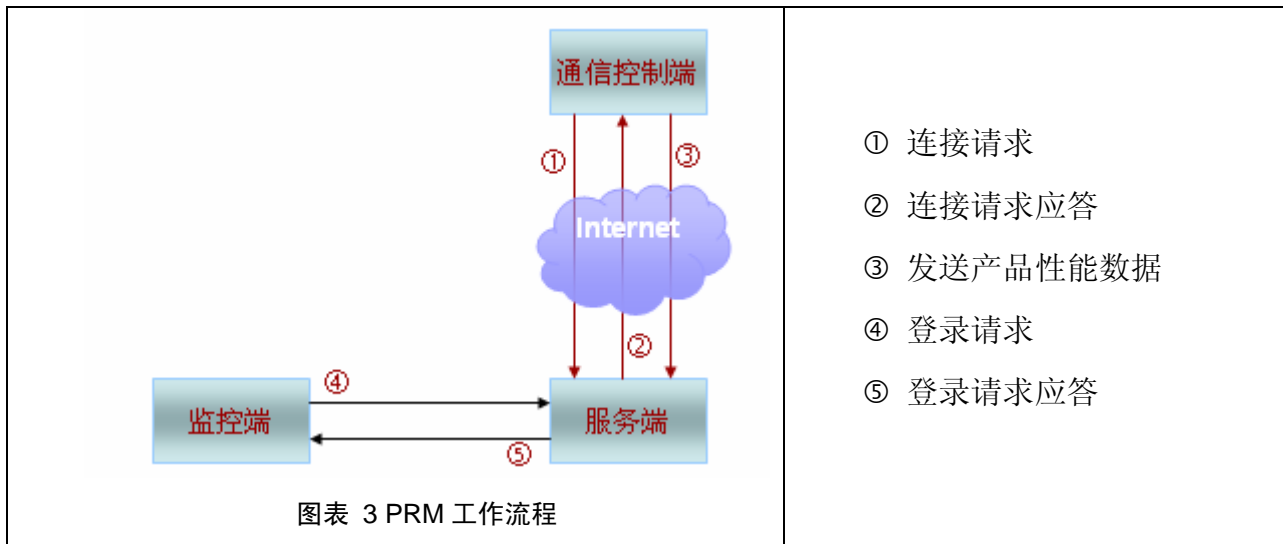 通信控制端
①
③
Internet
②
④
监控端
服务端
⑤
图表 3 PRM 工作流程
① 连接请求
② 连接请求应答
③ 发送产品性能数据
④ 登录请求
⑤ 登录请求应答